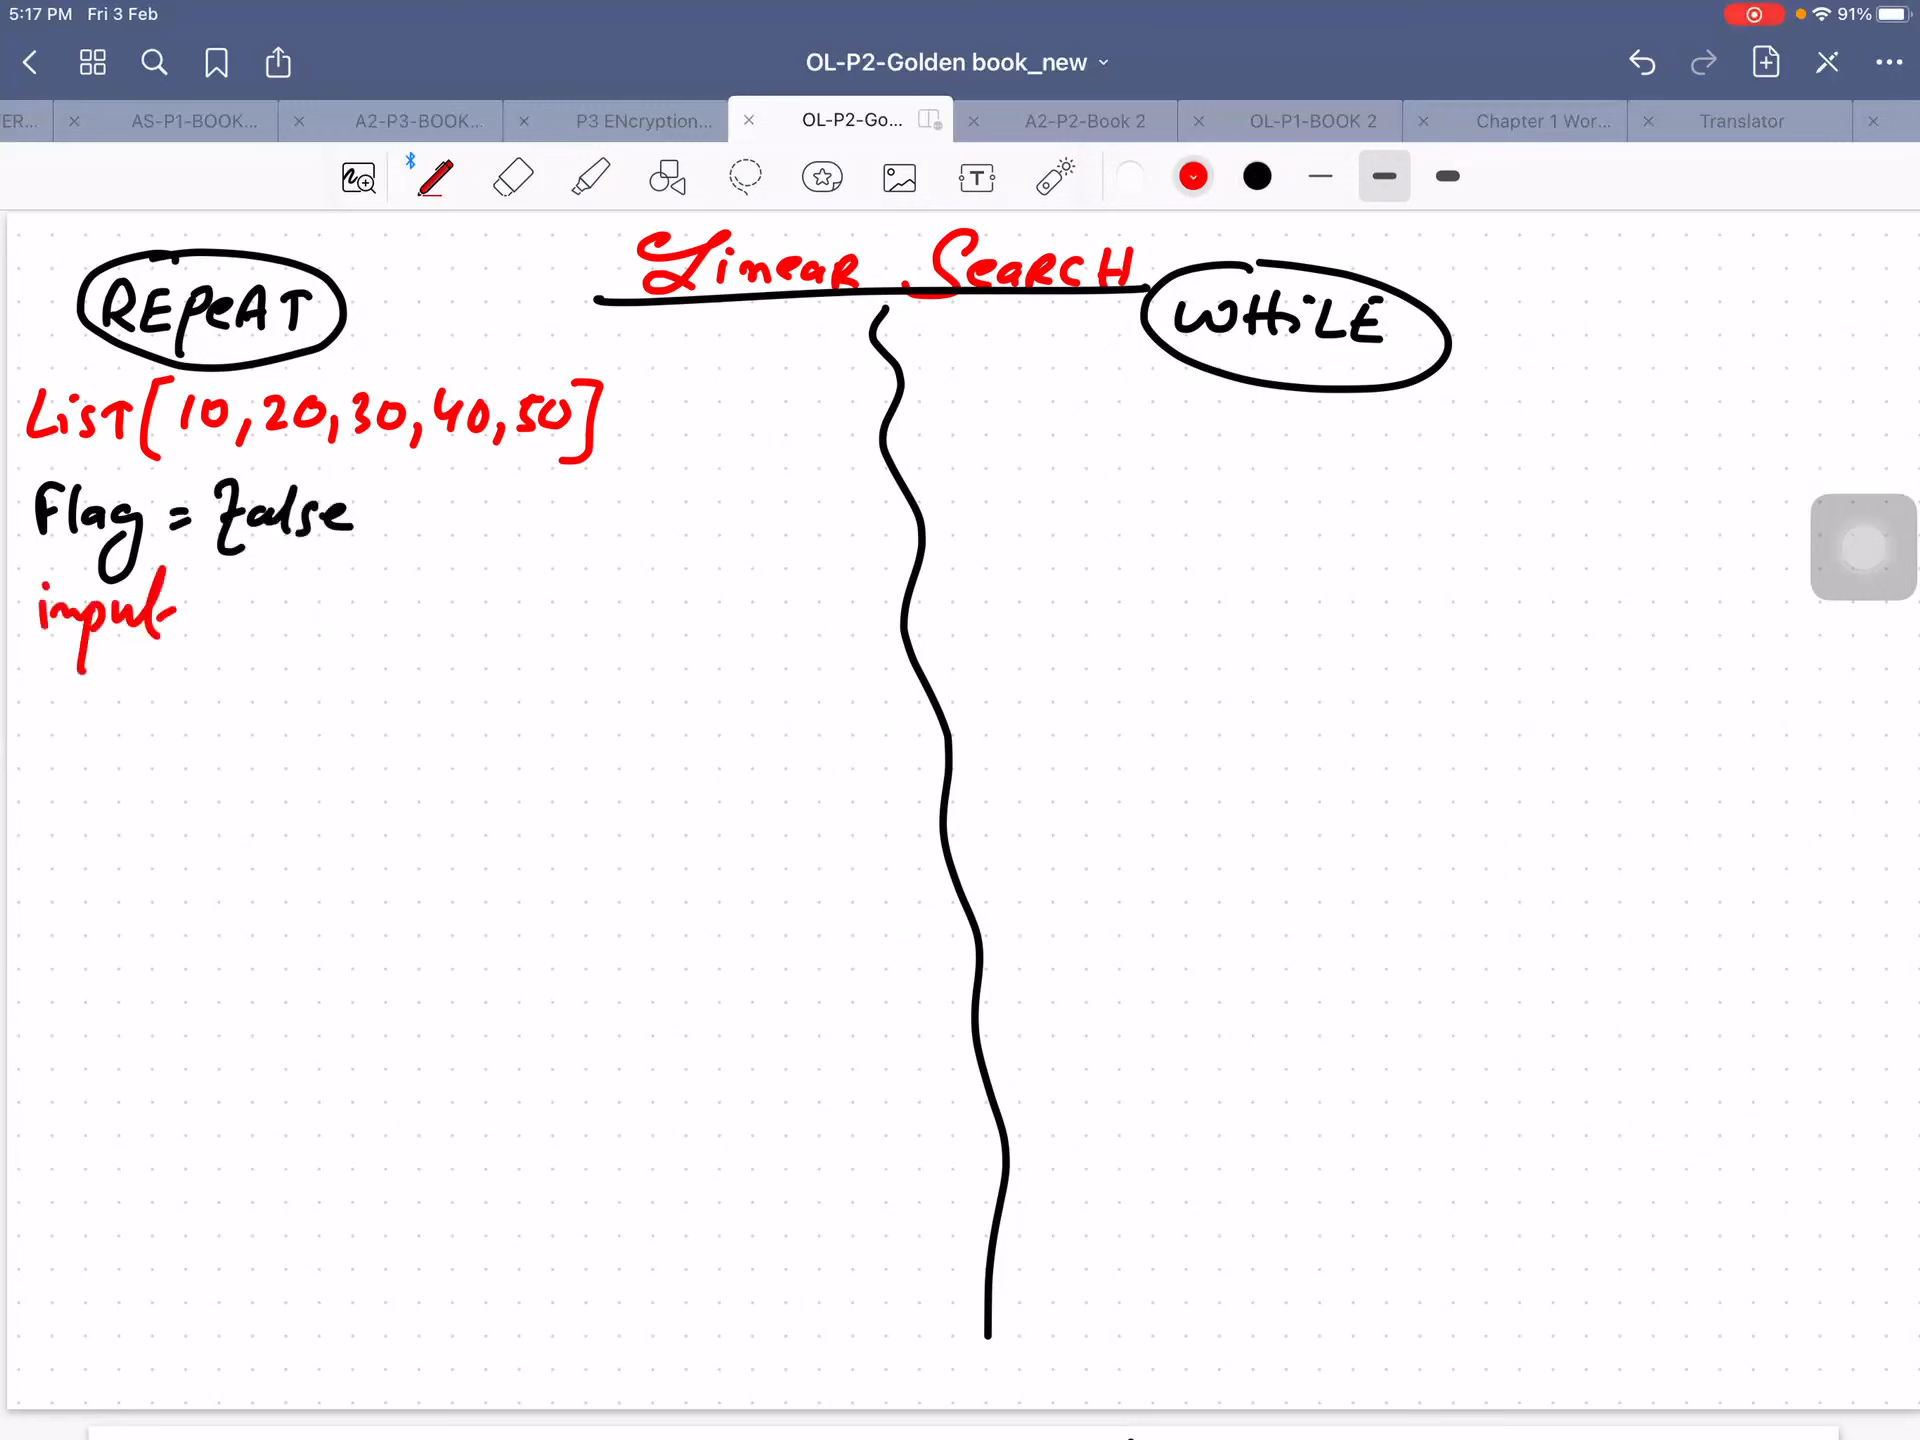 5:17 PM Fri 3 Feb
91%
OL-P2-Golden book_new
ER...
AS-P1-BOOK...
A2-P3-BOOK...
P3 ENcryption...
OL-P2-Go...
A2-P2-Book 2
OL-P1-BOOK 2
Chapter 1 Wor...
Translator
Linear Search
REPeAT
WHiLE
List[10,20,30,40,50]
Flag = False
input